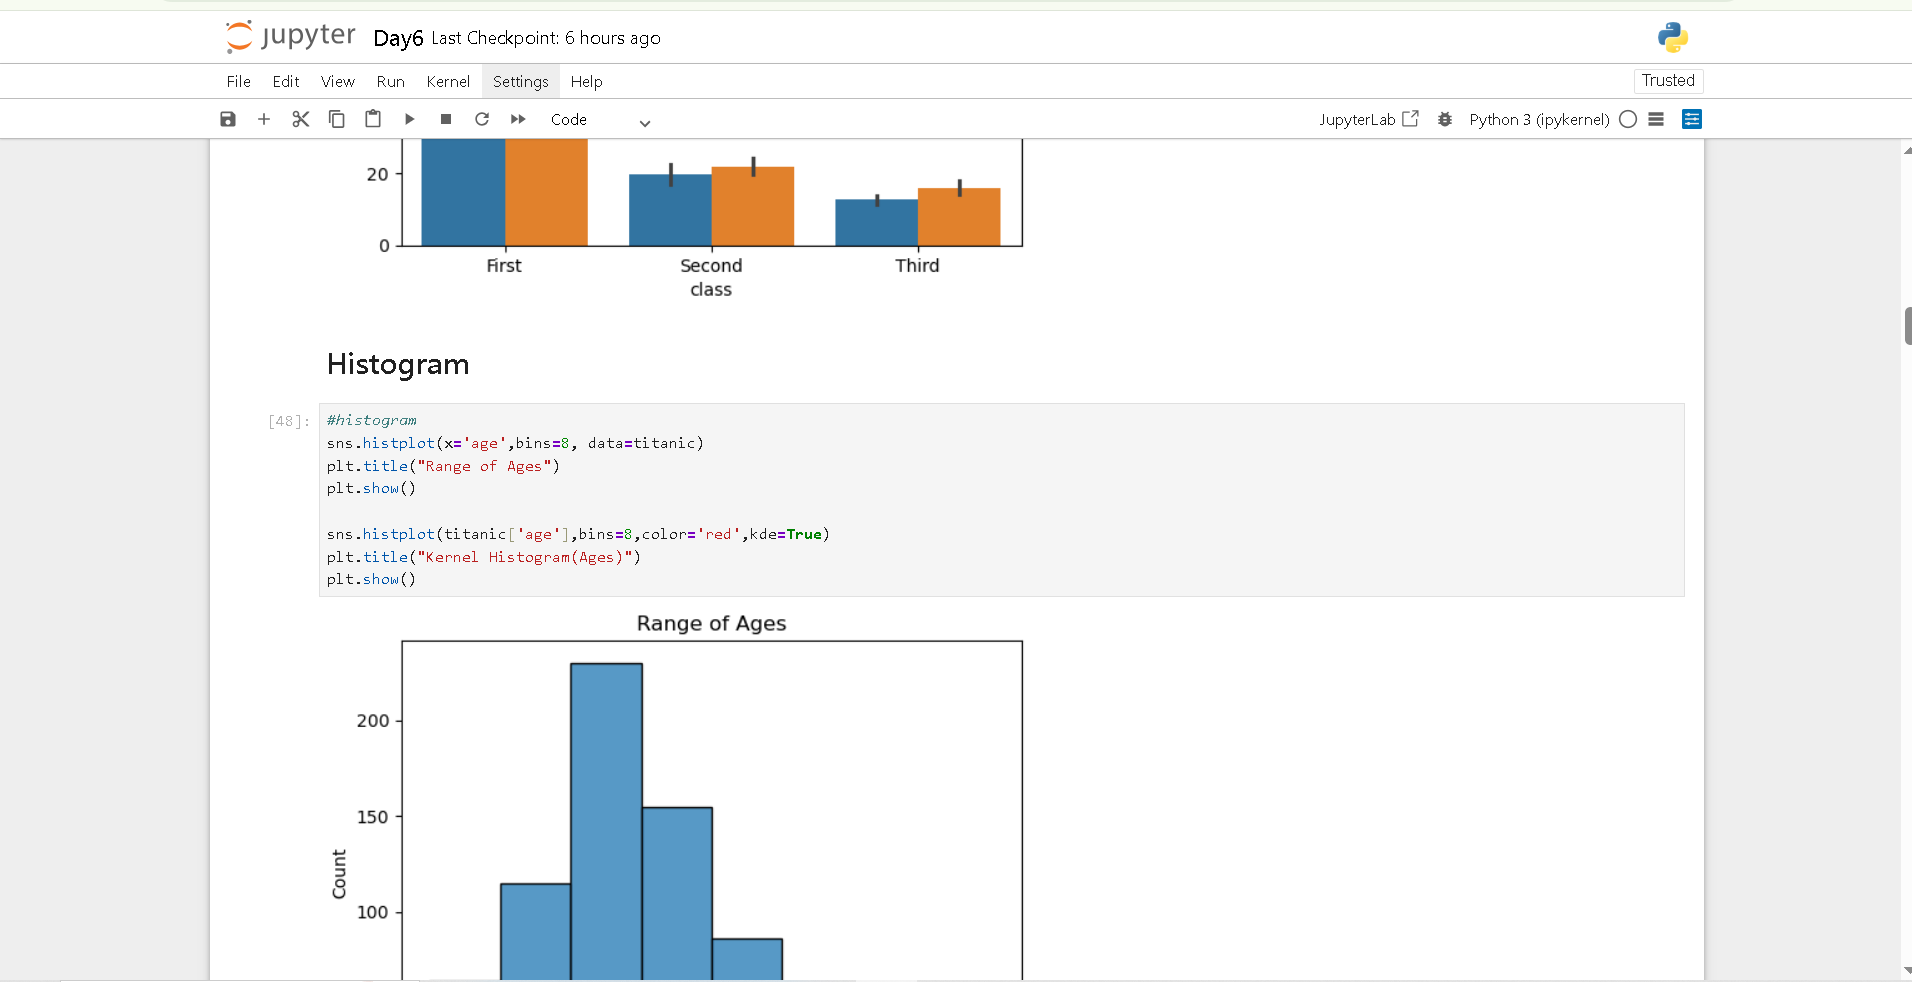 jupyter Day6 Last Checkpoint: 6 hours ago
File Edit View Run Kernel Settings Help
Trusted
Code
JupyterLab
Python 3 (ipykernel)
20
0
First Second Third
class
Histogram
[48]:
#histogram
sns.histplot(x='age',bins=8, data=titanic)
plt.title("Range of Ages")
plt.show()
sns.histplot(titanic['age'],bins=8,color='red',kde=True)
plt.title("Kernel Histogram(Ages)")
plt.show()
Range of Ages
200
150
Count
100